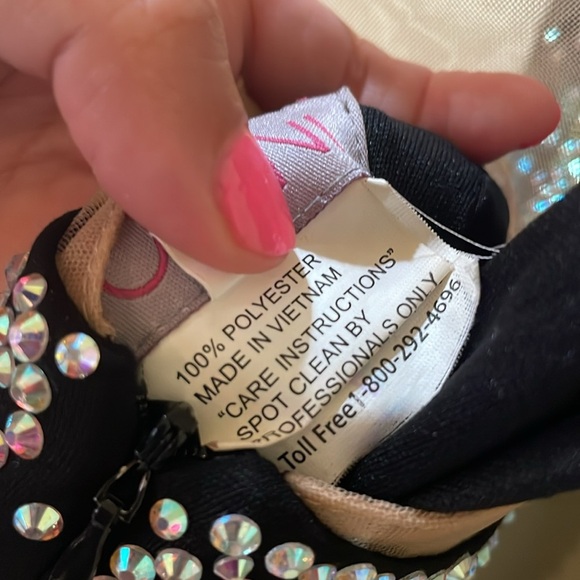 100% POLYESTER
MADE IN VIETNAM
"CARE INSTRUCTIONS"
SPOT CLEAN BY
PROFESSIONALS ONLY
Toll Free 1-800-292-4696